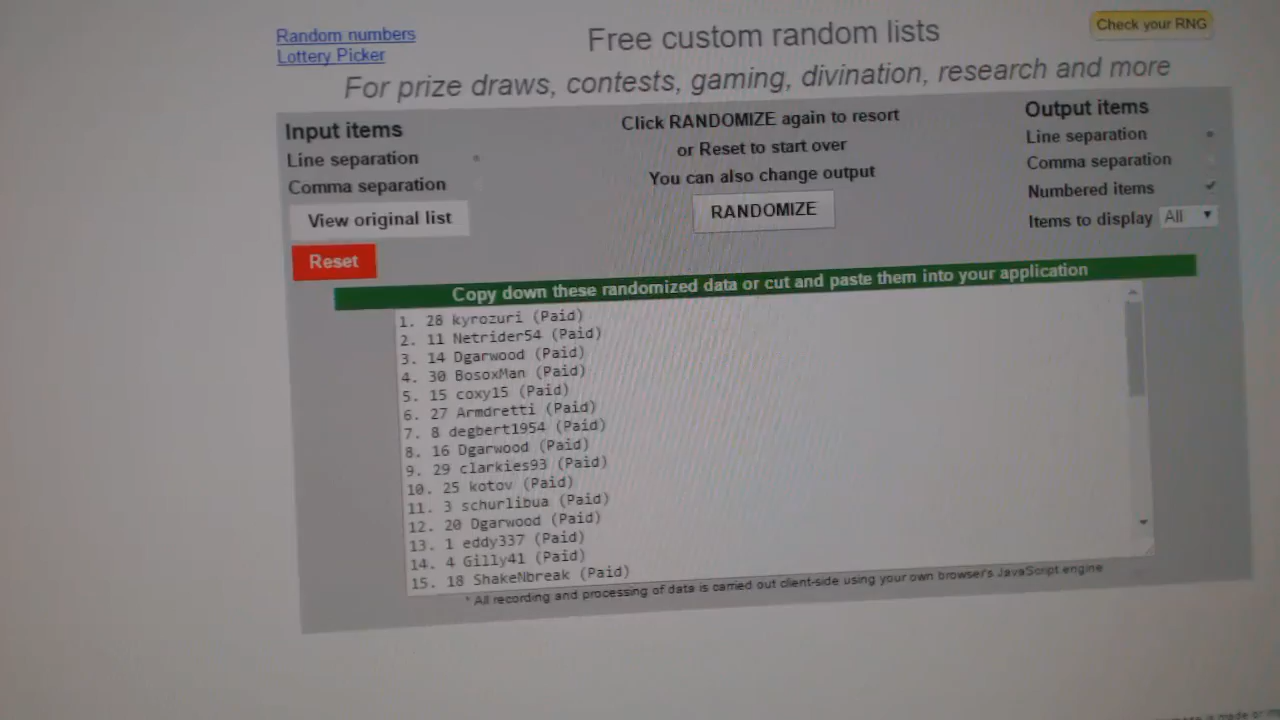 Random numbers
Lottery Picker
Free custom random lists
Check your RNG
For prize draws, contests, gaming, divination, research and more
Input items
Line separation
Comma separation
View original list
Reset
Click RANDOMIZE again to resort
or Reset to start over
You can also change output
RANDOMIZE
Output items
Line separation
Comma separation
Numbered items
Items to display All
Copy down these randomized data or cut and paste them into your application
1. 28 kyrozuri (Paid)
2. 11 Netrider54 (Paid)
3. 14 Dgarwood (Paid)
4. 30 BosoxMan (Paid)
5. 15 coxy15 (Paid)
6. 27 Armdretti (Paid)
7. 8 degbert1954 (Paid)
8. 16 Dgarwood (Paid)
9. 29 clarkies93 (Paid)
10. 25 kotov (Paid)
11. 3 schurlibua (Paid)
12. 20 Dgarwood (Paid)
13. 1 eddy337 (Paid)
14. 4 Gilly41 (Paid)
15. 18 ShakeNbreak (Paid)
* All recording and processing of data is carried out client-side using your own browser's JavaScript engine